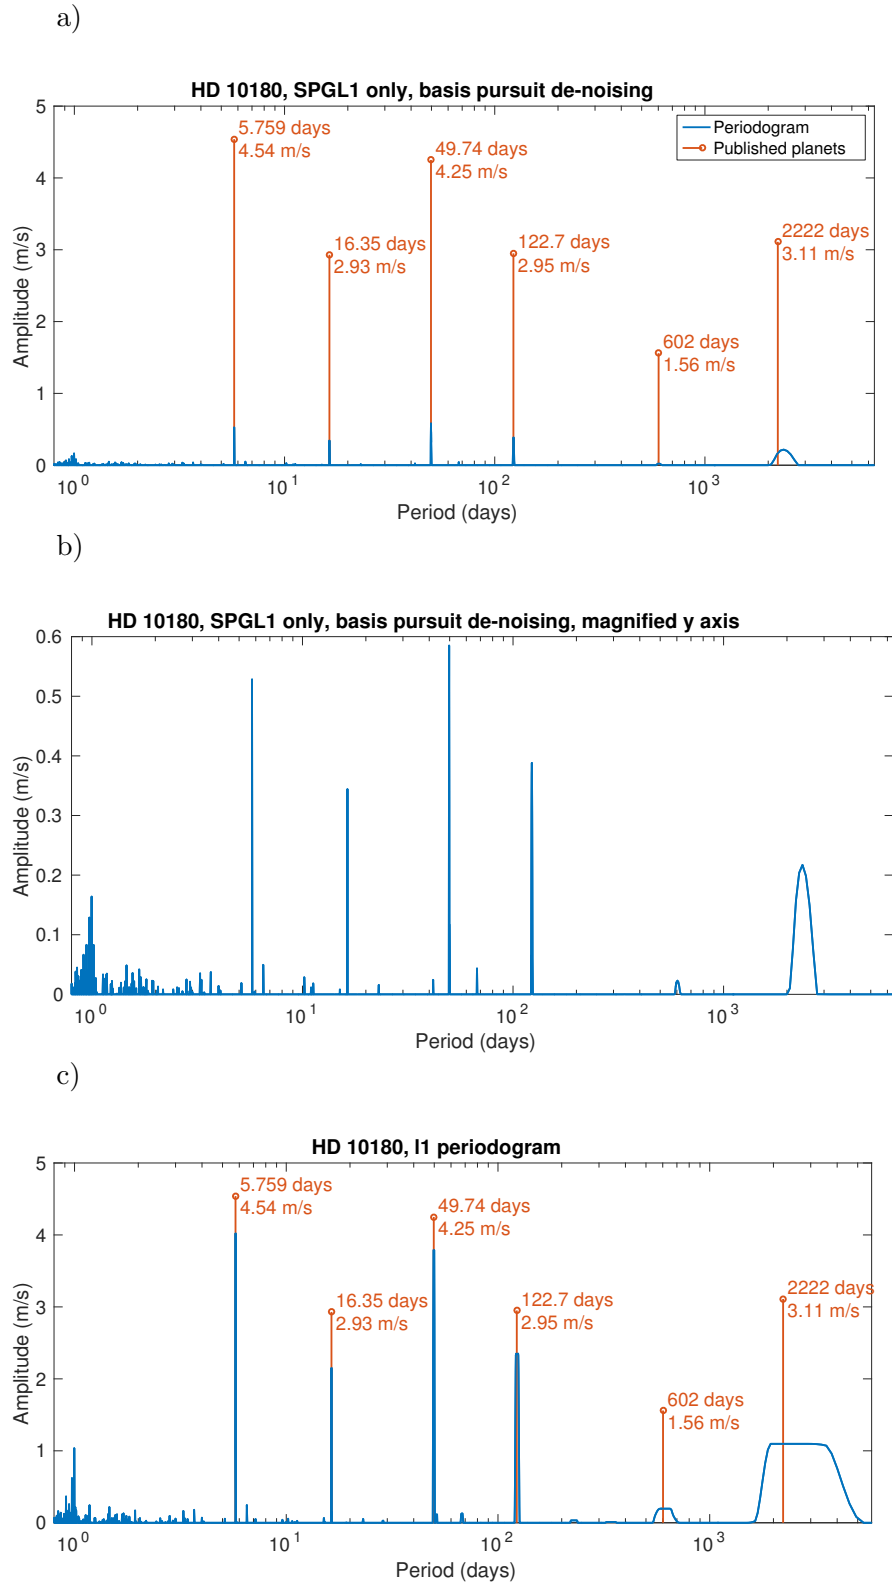 a)
HD 10180, SPGL1 only, basis pursuit de-noising
5
4
3
2
1
0
Amplitude (m/s)
5.759 days
4.54 m/s
16.35 days
2.93 m/s
49.74 days
4.25 m/s
122.7 days
2.95 m/s
602 days
1.56 m/s
2222 days
3.11 m/s
Periodogram
Published planets
10^0 10^1 10^2 10^3
Period (days)
b)
HD 10180, SPGL1 only, basis pursuit de-noising, magnified y axis
0.6
0.5
0.4
0.3
0.2
0.1
0
Amplitude (m/s)
10^0 10^1 10^2 10^3
Period (days)
c)
HD 10180, l1 periodogram
5
4
3
2
1
0
Amplitude (m/s)
5.759 days
4.54 m/s
16.35 days
2.93 m/s
49.74 days
4.25 m/s
122.7 days
2.95 m/s
602 days
1.56 m/s
2222 days
3.11 m/s
10^0 10^1 10^2 10^3
Period (days)